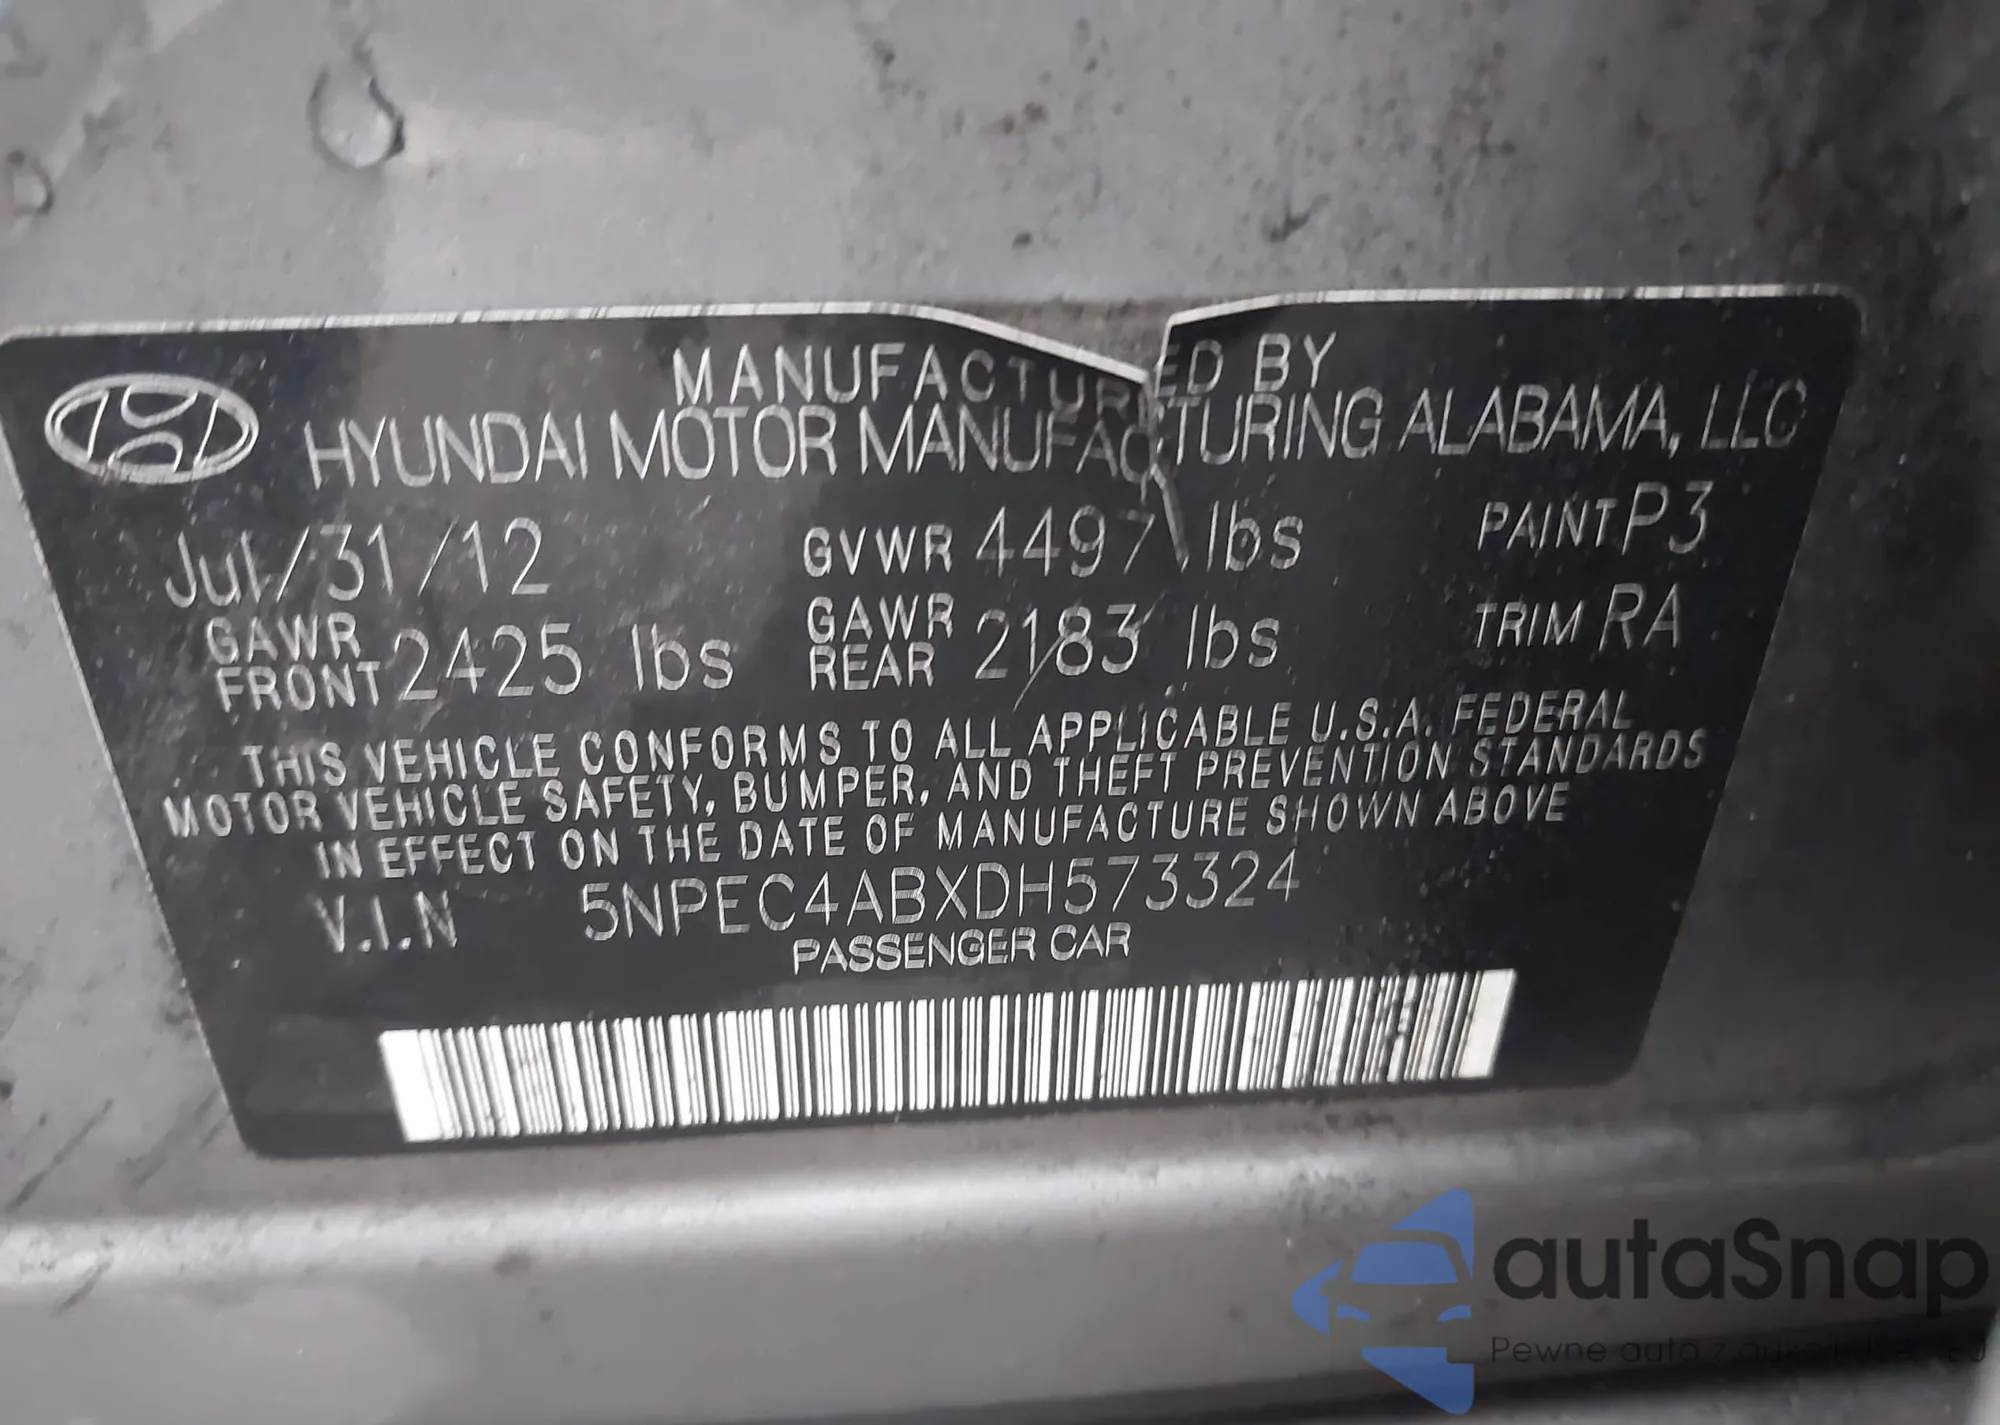 MANUFACTURED BY
HYUNDAI MOTOR MANUFACTURING ALABAMA, LLC
Jul/31/12 GVWR 4497 lbs PAINT P3
GAWR FRONT 2425 lbs GAWR REAR 2183 lbs TRIM RA
THIS VEHICLE CONFORMS TO ALL APPLICABLE U.S.A. FEDERAL
MOTOR VEHICLE SAFETY, BUMPER, AND THEFT PREVENTION STANDARDS
IN EFFECT ON THE DATE OF MANUFACTURE SHOWN ABOVE
V.I.N 5NPEC4ABXDH573324
PASSENGER CAR
autaSnap
Pewne auta z